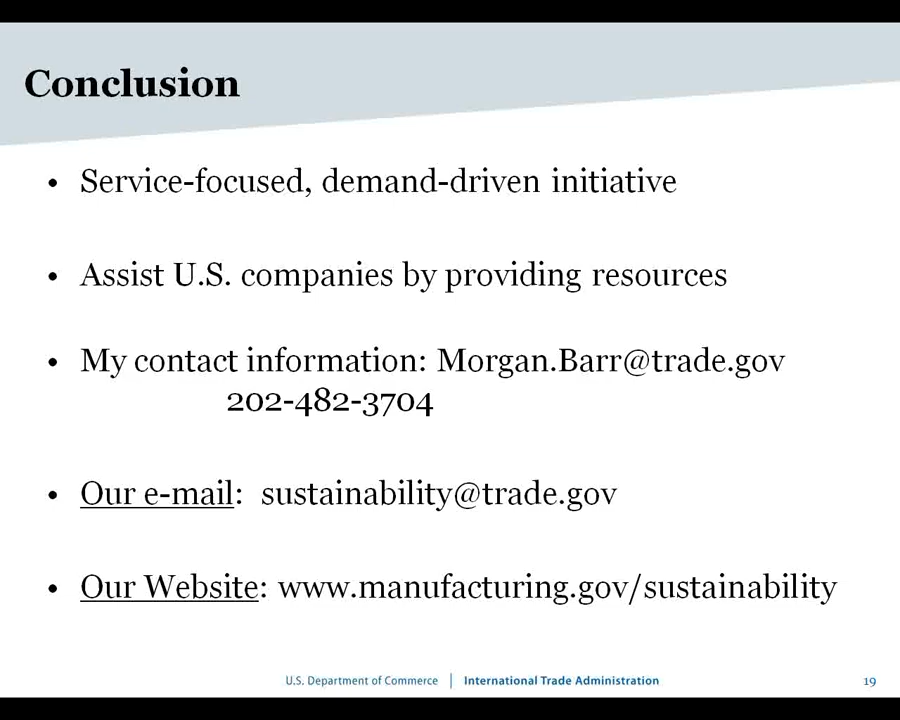 Conclusion
• Service-focused, demand-driven initiative
• Assist U.S. companies by providing resources
• My contact information: Morgan.Barr@trade.gov
202-482-3704
• Our e-mail: sustainability@trade.gov
• Our Website: www.manufacturing.gov/sustainability
U.S. Department of Commerce | International Trade Administration
19